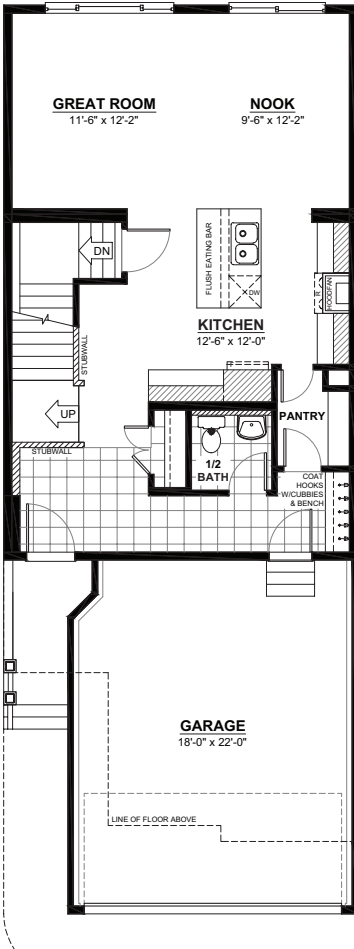 GREAT ROOM
11'-6" x 12'-2"
NOOK
9'-6" x 12'-2"
DN
FLUSH EATING BAR
DW
R
HOODFAN
KITCHEN
12'-6" x 12'-0"
STUBWALL
UP
STUBWALL
PANTRY
1/2
BATH
COAT
HOOKS
W/CUBBIES
& BENCH
GARAGE
18'-0" x 22'-0"
LINE OF FLOOR ABOVE